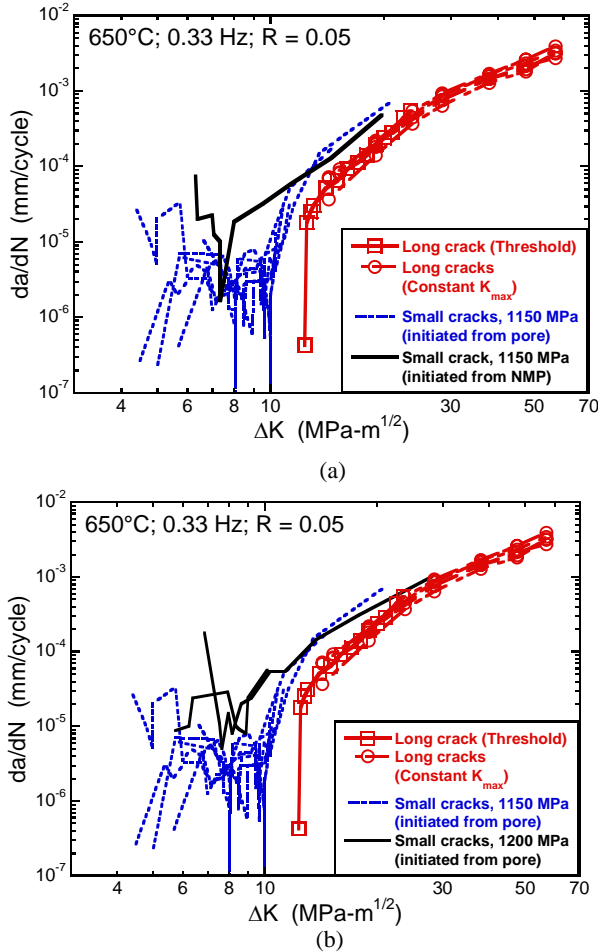 650°C; 0.33 Hz; R = 0.05
10⁻²
10⁻³
10⁻⁴
10⁻⁵
10⁻⁶
10⁻⁷
da/dN (mm/cycle)
Long crack (Threshold)
Long cracks
(Constant Kmax)
Small cracks, 1150 MPa
(initiated from pore)
Small crack, 1150 MPa
(initiated from NMP)
4 6 8 10 30 50 70
ΔK (MPa-m1/2)
(a)
10⁻²
650°C; 0.33 Hz; R = 0.05
10⁻³
10⁻⁴
10⁻⁵
10⁻⁶
10⁻⁷
da/dN (mm/cycle)
Long crack (Threshold)
Long cracks
(Constant Kmax)
Small cracks, 1150 MPa
(initiated from pore)
Small cracks, 1200 MPa
(initiated from pore)
4 6 8 10 30 50 70
ΔK (MPa-m1/2)
(b)